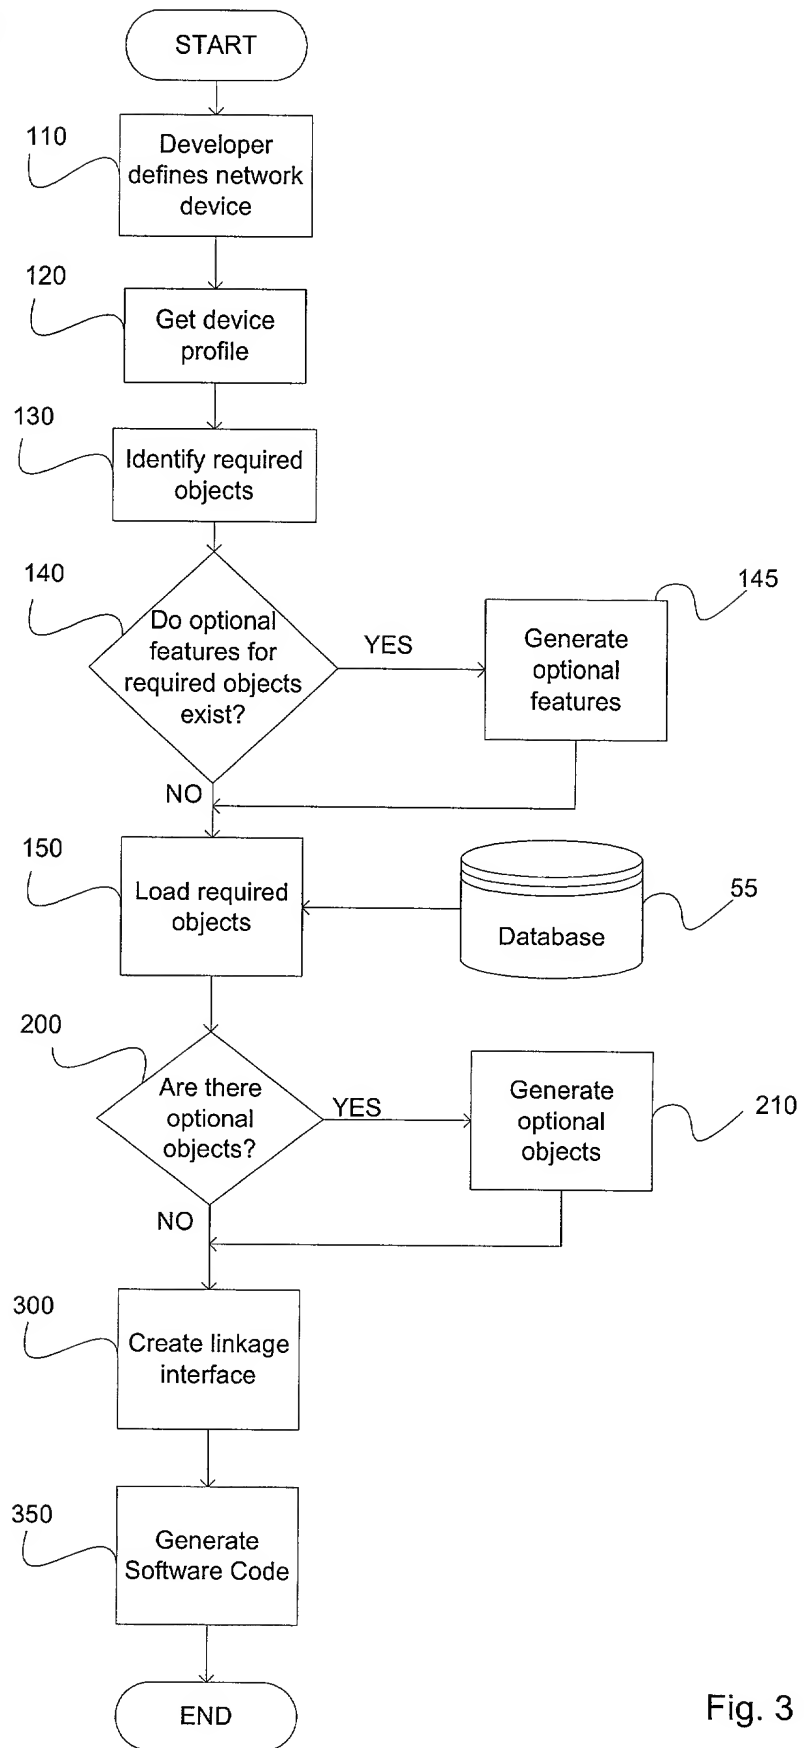 START
110
Developer
defines network
device
120
Get device
profile
130
Identify required
objects
140
Do optional
features for
required objects
exist?
YES
145
Generate
optional
features
NO
150
Load required
objects
55
Database
200
Are there
optional
objects?
YES
Generate
optional
objects
210
NO
300
Create linkage
interface
350
Generate
Software Code
END
Fig. 3